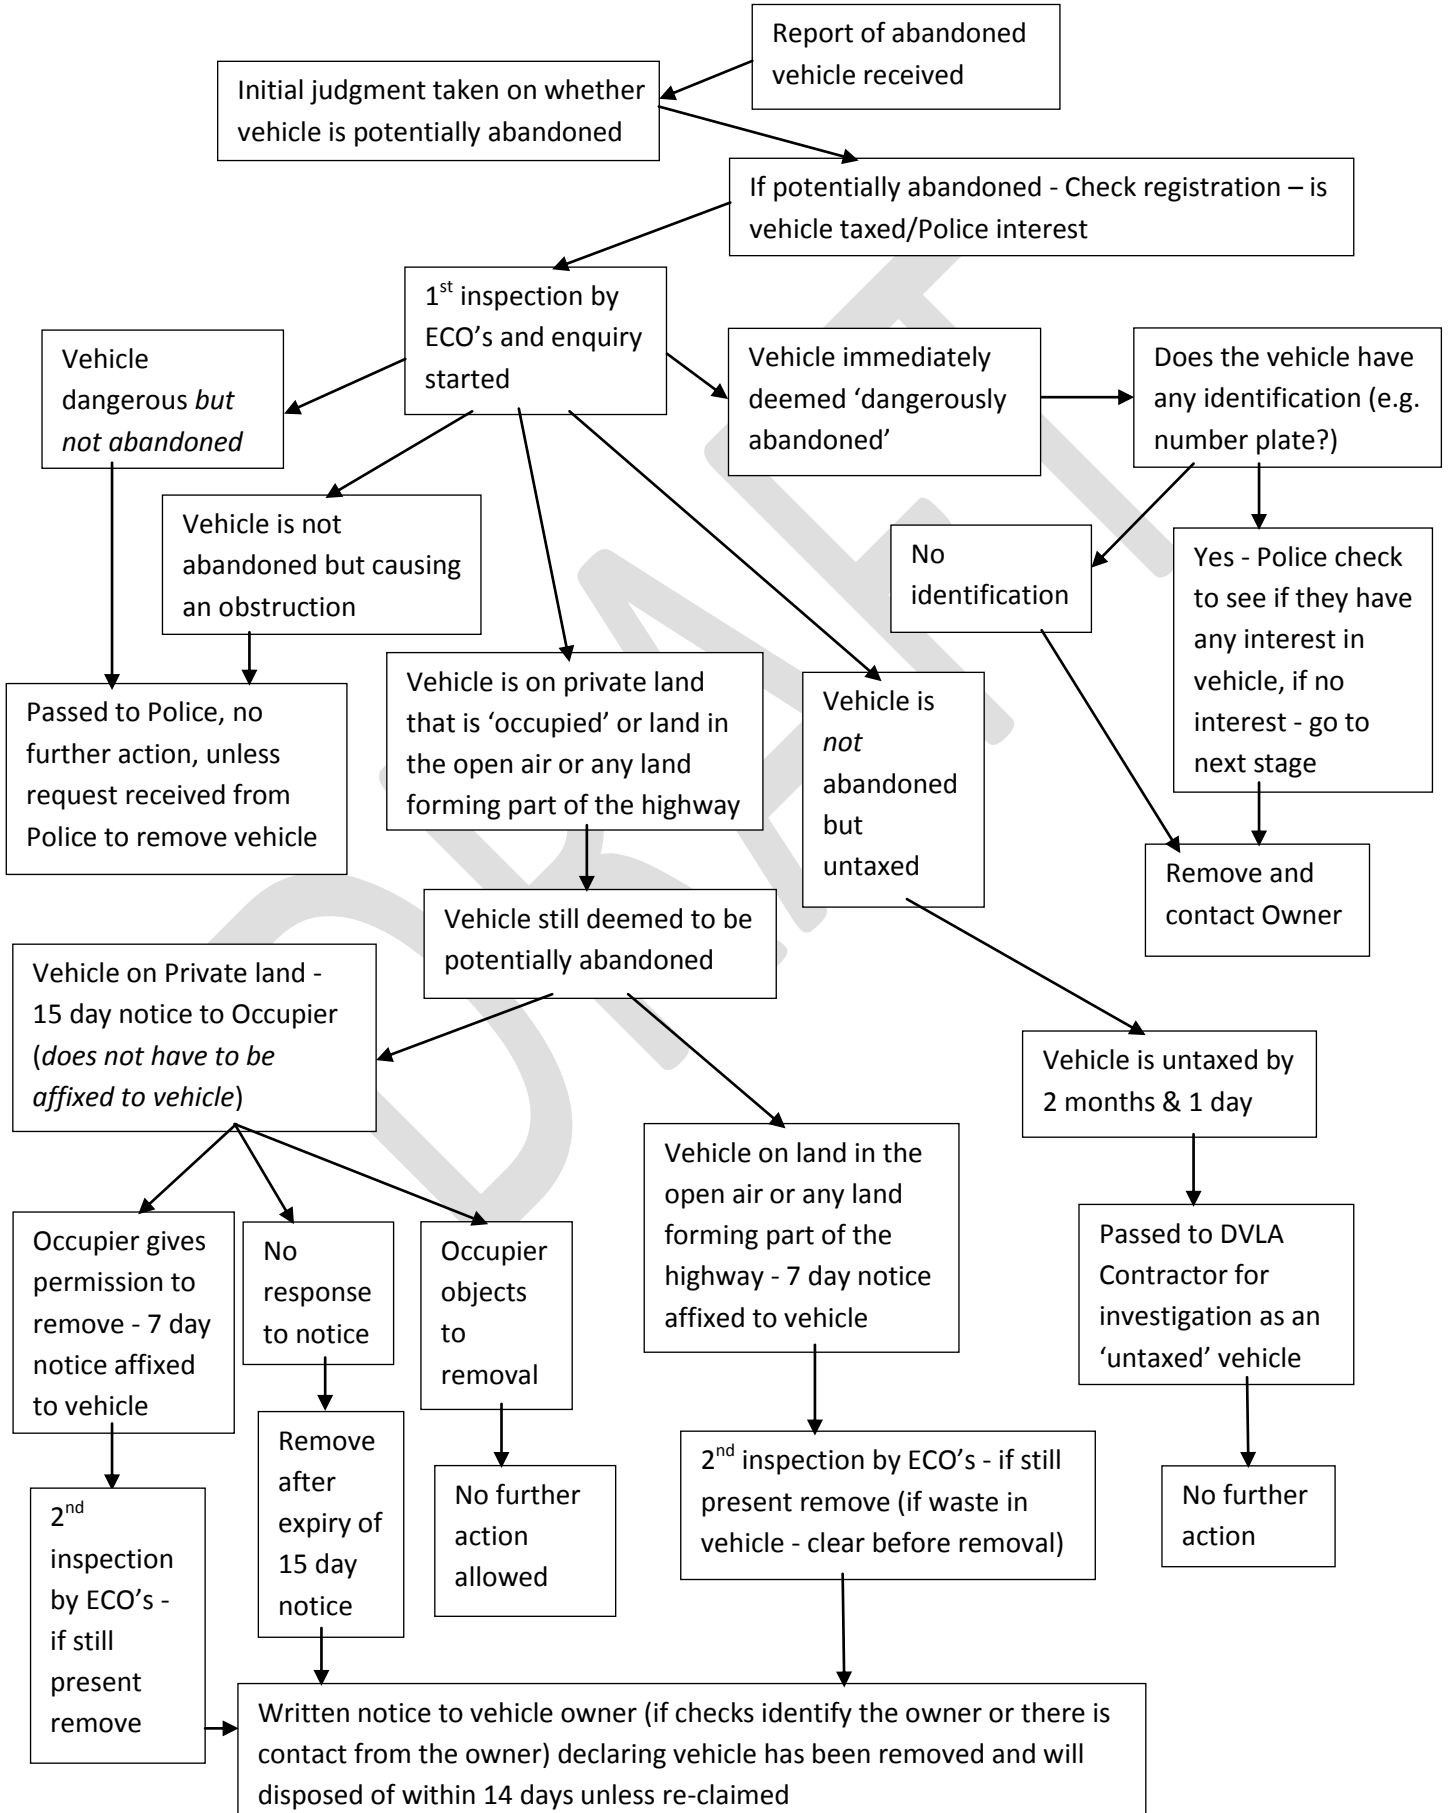 Report of abandoned
vehicle received
Initial judgment taken on whether
vehicle is potentially abandoned
If potentially abandoned - Check registration – is
vehicle taxed/Police interest
1st inspection by
ECO’s and enquiry
started
Vehicle
dangerous but
not abandoned
Vehicle immediately
deemed ‘dangerously
abandoned’
Does the vehicle have
any identification (e.g.
number plate?)
Vehicle is not
abandoned but causing
an obstruction
No
identification
Yes - Police check
to see if they have
any interest in
vehicle, if no
interest - go to
next stage
Passed to Police, no
further action, unless
request received from
Police to remove vehicle
Vehicle is on private land
that is ‘occupied’ or land in
the open air or any land
forming part of the highway
Vehicle is
not
abandoned
but
untaxed
Remove and
contact Owner
Vehicle still deemed to be
potentially abandoned
Vehicle on Private land -
15 day notice to Occupier
(does not have to be
affixed to vehicle)
Vehicle is untaxed by
2 months & 1 day
Vehicle on land in the
open air or any land
forming part of the
highway - 7 day notice
affixed to vehicle
Occupier gives
permission to
remove - 7 day
notice affixed
to vehicle
No
response
to notice
Occupier
objects
to
removal
Passed to DVLA
Contractor for
investigation as an
‘untaxed’ vehicle
Remove
after
expiry of
15 day
notice
No further
action
allowed
2nd inspection by ECO’s - if still
present remove (if waste in
vehicle - clear before removal)
No further
action
2nd
inspection
by ECO’s -
if still
present
remove
Written notice to vehicle owner (if checks identify the owner or there is
contact from the owner) declaring vehicle has been removed and will
disposed of within 14 days unless re-claimed
DRAFT